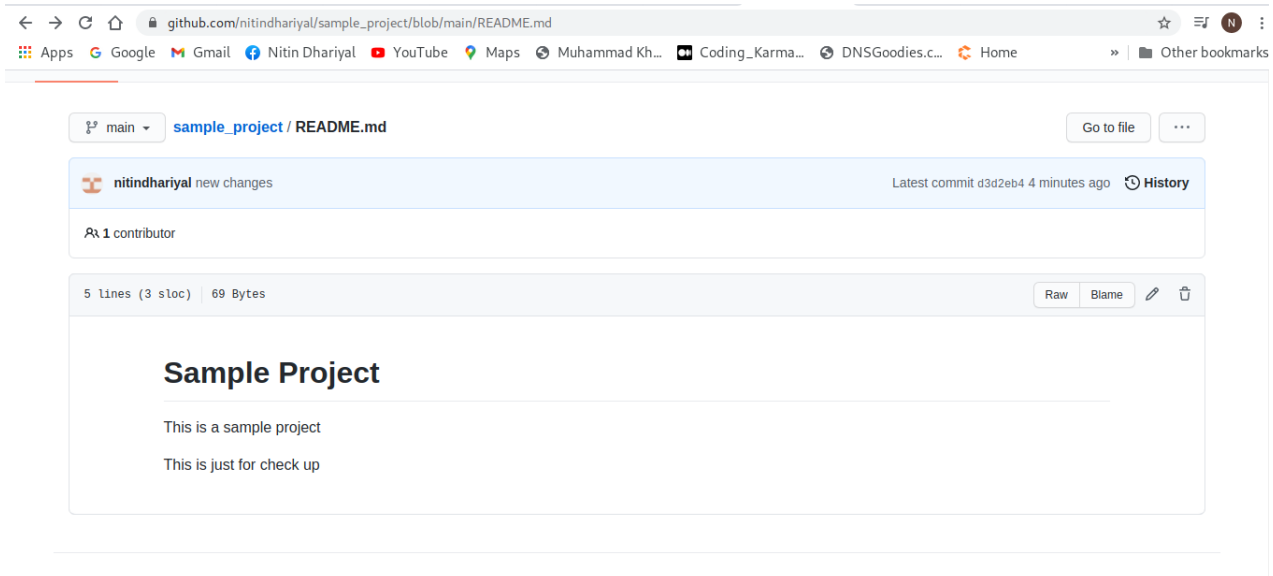 github.com/nitindhariyal/sample_project/blob/main/README.md
N
Apps Google Gmail Nitin Dhariyal YouTube Maps Muhammad Kh... Coding_Karma... DNSGoodies.c... Home » Other bookmarks
main sample_project / README.md Go to file ...
nitindhariyal new changes Latest commit d3d2eb4 4 minutes ago History
1 contributor
5 lines (3 sloc) 69 Bytes Raw Blame
Sample Project
This is a sample project
This is just for check up